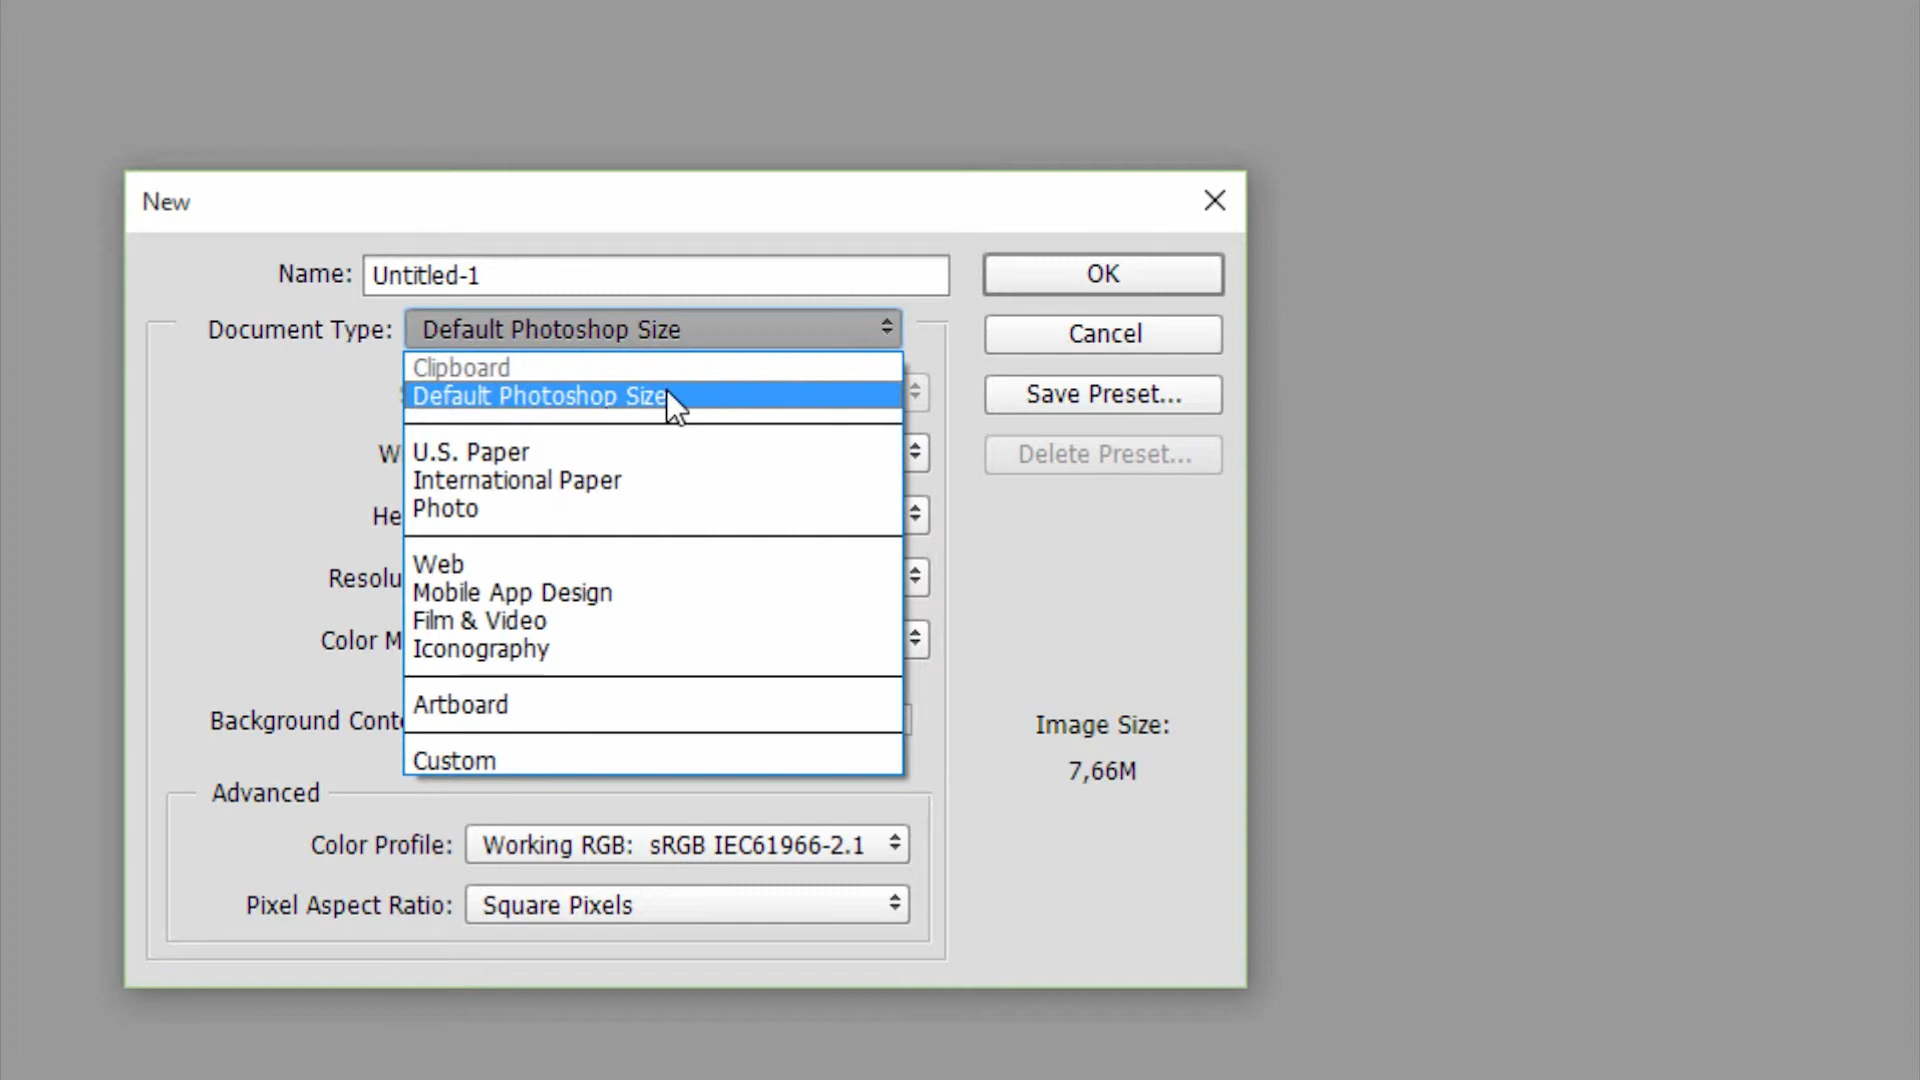 New
Name: Untitled-1
OK
Document Type: Default Photoshop Size
Cancel
Clipboard
Default Photoshop Size
Save Preset...
W
U.S. Paper
Delete Preset...
International Paper
He
Photo
Web
Resolu
Mobile App Design
Film & Video
Color M
Iconography
Artboard
Background Conte
Image Size:
Custom
7,66M
Advanced
Color Profile: Working RGB: sRGB IEC61966-2.1
Pixel Aspect Ratio: Square Pixels